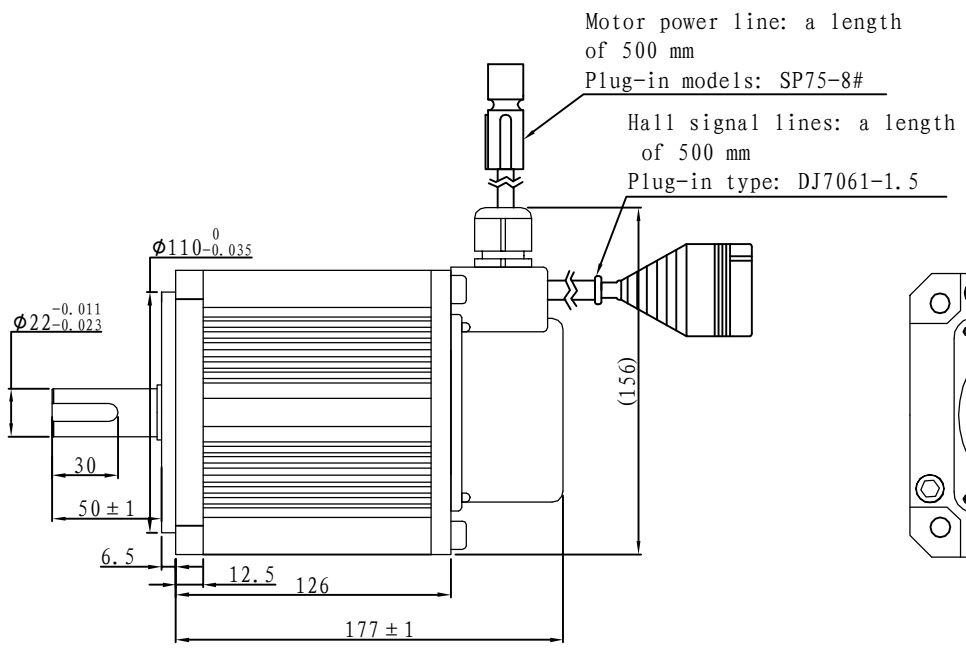 Motor power line: a length
of 500 mm
Plug-in models: SP75-8#
Hall signal lines: a length
of 500 mm
Plug-in type: DJ7061-1.5
ϕ110 0 -0.035
ϕ22 -0.011 -0.023
(156)
30
50±1
6.5
12.5
126
177±1